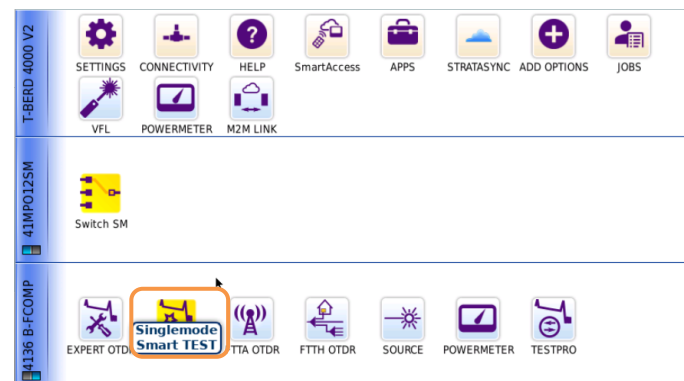 T-BERD 4000 V2
SETTINGS CONNECTIVITY HELP SmartAccess APPS STRATASYNC ADD OPTIONS JOBS
VFL POWERMETER M2M LINK
41MPO12SM
Switch SM
4136 B-FCOMP
Singlemode
Smart TEST
EXPERT OTD TTA OTDR FTTH OTDR SOURCE POWERMETER TESTPRO